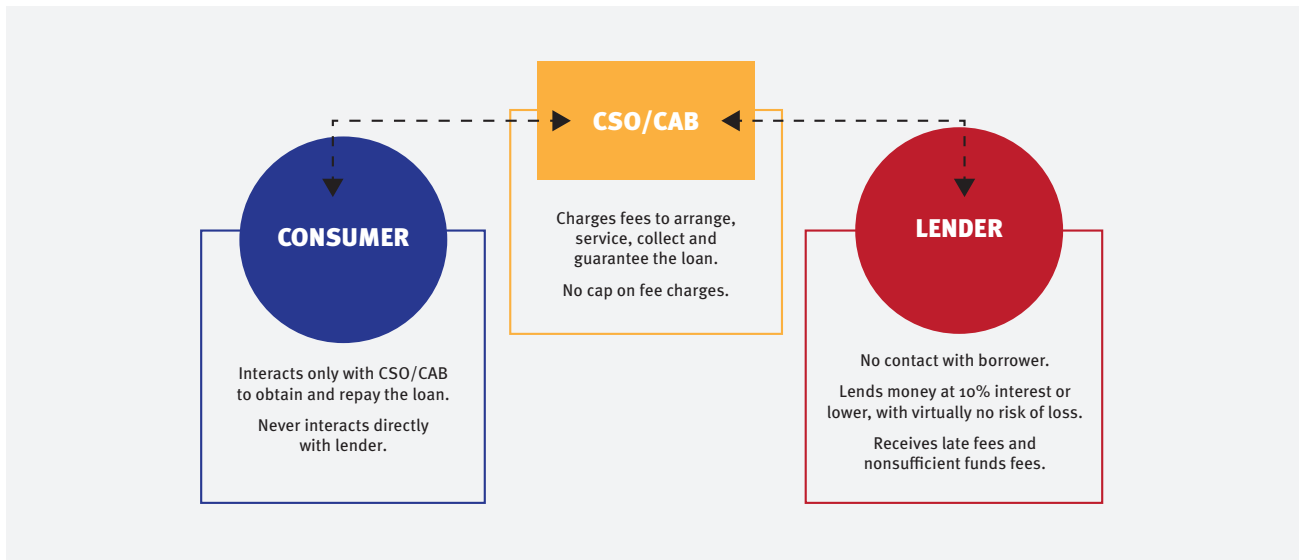 CSO/CAB
Charges fees to arrange,
service, collect and
guarantee the loan.
No cap on fee charges.
CONSUMER
Interacts only with CSO/CAB
to obtain and repay the loan.
Never interacts directly
with lender.
LENDER
No contact with borrower.
Lends money at 10% interest or
lower, with virtually no risk of loss.
Receives late fees and
nonsufficient funds fees.